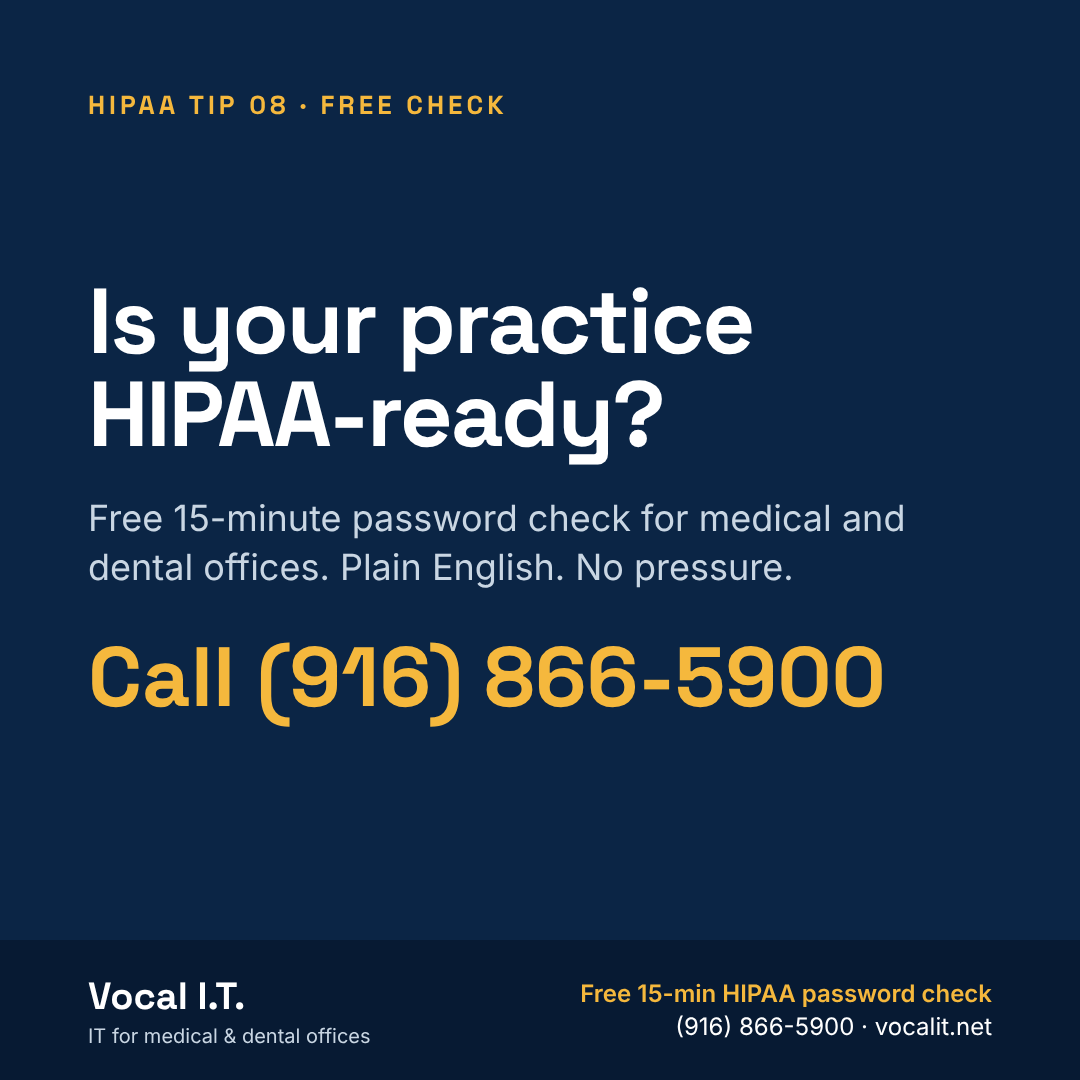 HIPAA TIP 08 · FREE CHECK
Is your practice
HIPAA-ready?
Free 15-minute password check for medical and
dental offices. Plain English. No pressure.
Call (916) 866-5900
Vocal I.T.
IT for medical & dental offices
Free 15-min HIPAA password check
(916) 866-5900 · vocalit.net